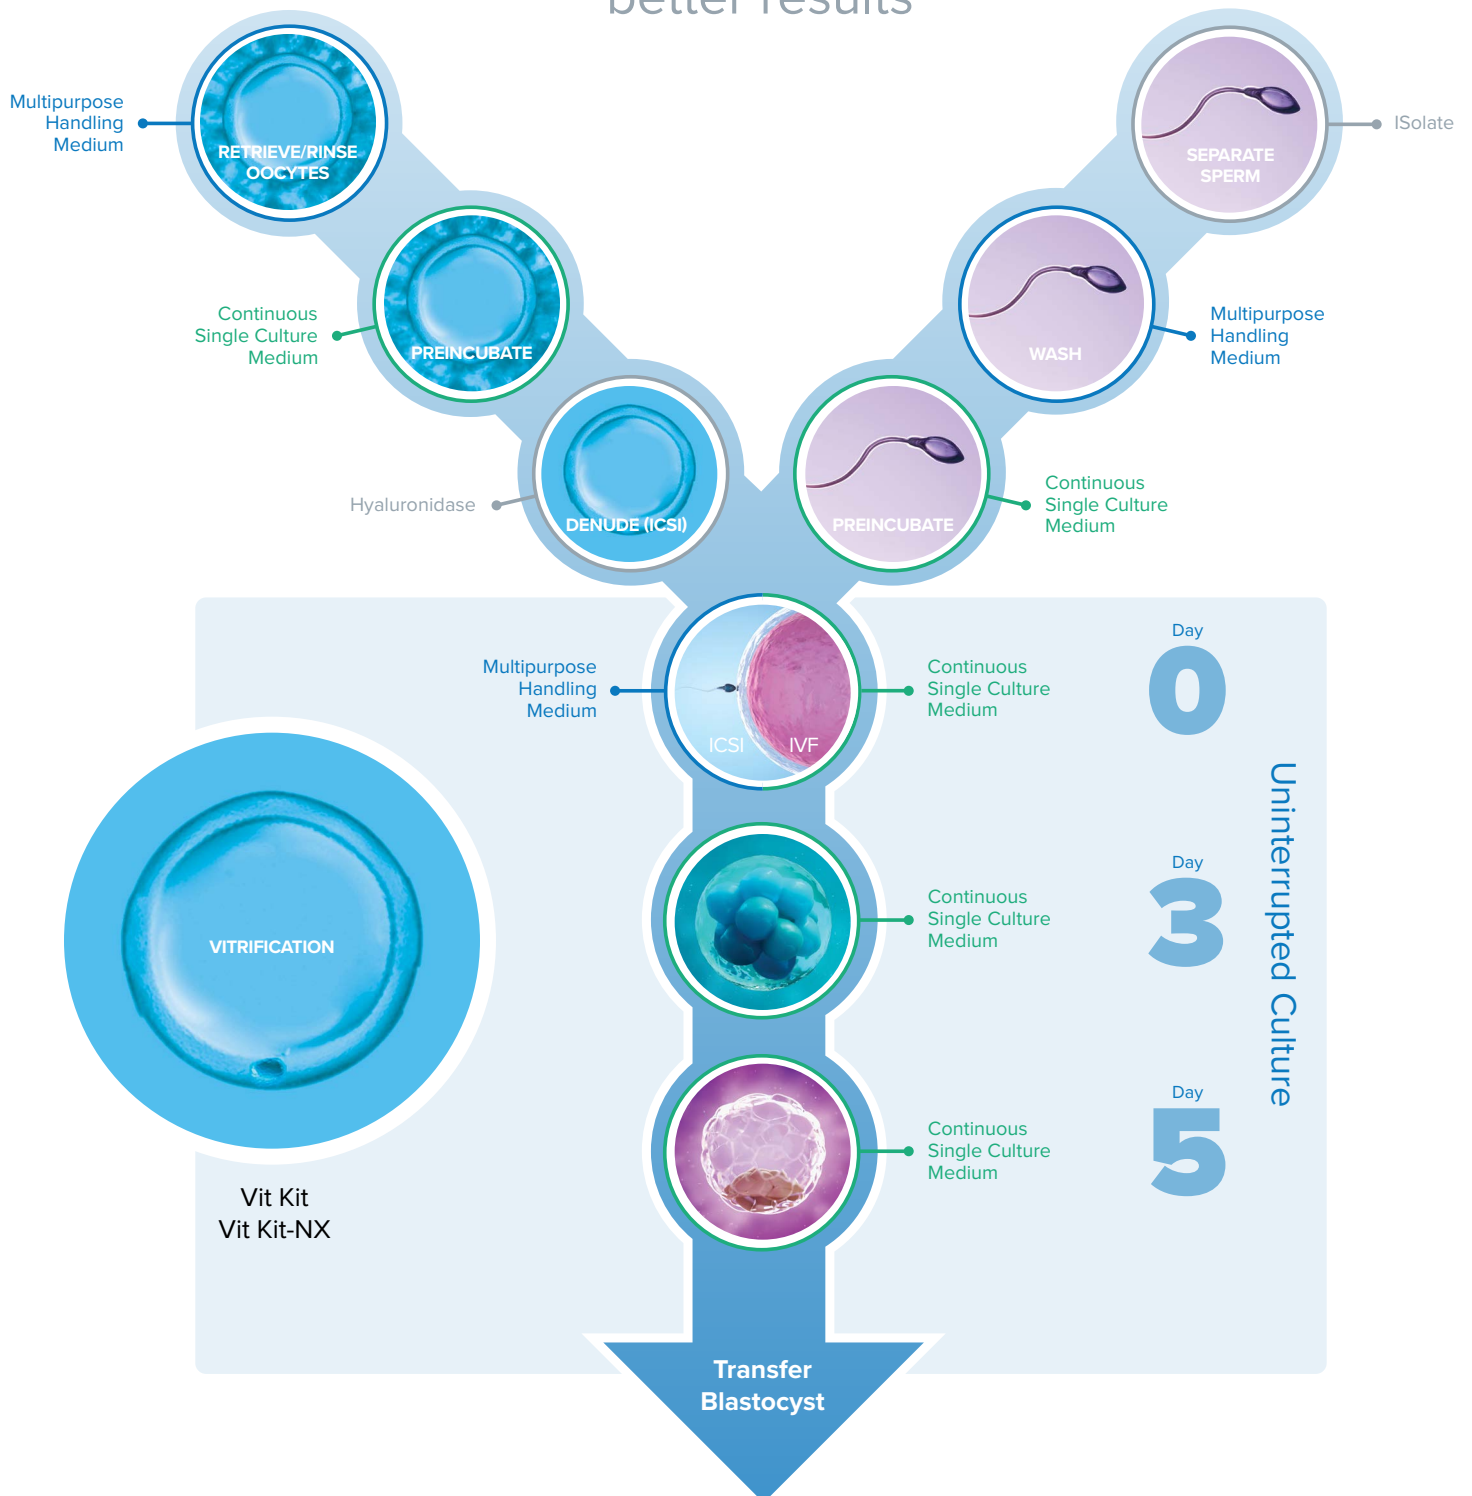 better results
Multipurpose
Handling
Medium
RETRIEVE/RINSE
OOCYTES
SEPARATE
SPERM
ISolate
Continuous
Single Culture
Medium
PREINCUBATE
WASH
Multipurpose
Handling
Medium
Hyaluronidase
DENUDE (ICSI)
PREINCUBATE
Continuous
Single Culture
Medium
Multipurpose
Handling
Medium
ICSI
IVF
Continuous
Single Culture
Medium
Day
0
Uninterrupted Culture
VITRIFICATION
Vit Kit
Vit Kit-NX
Continuous
Single Culture
Medium
Day
3
Continuous
Single Culture
Medium
Day
5
Transfer
Blastocyst